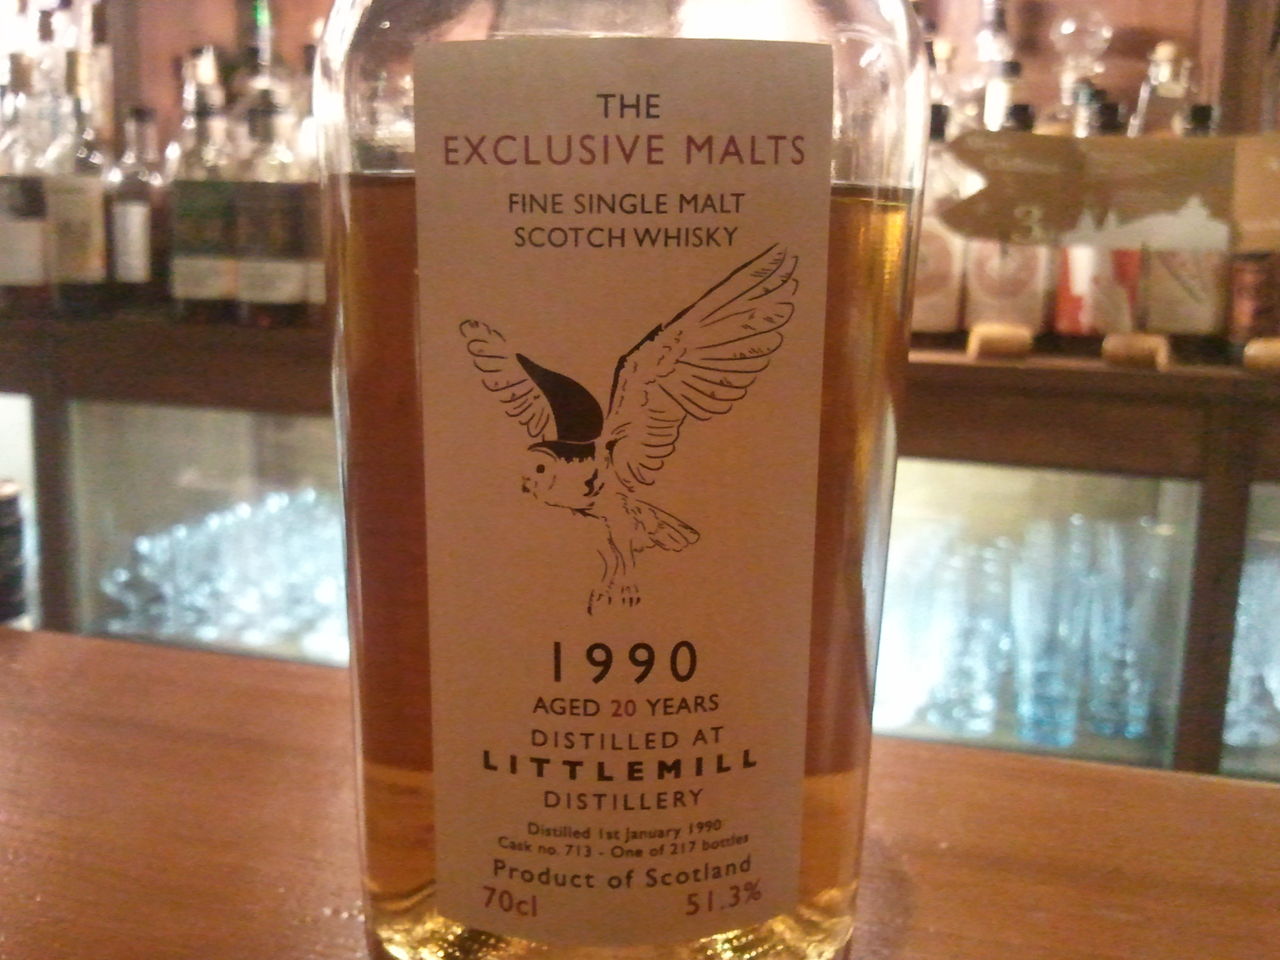 THE
EXCLUSIVE MALTS
FINE SINGLE MALT
SCOTCH WHISKY
1990
AGED 20 YEARS
DISTILLED AT
LITTLEMILL
DISTILLERY
Distilled 1st January 1990
Cask no. 713 - One of 217 bottles
Product of Scotland
70cl 51.3%
3